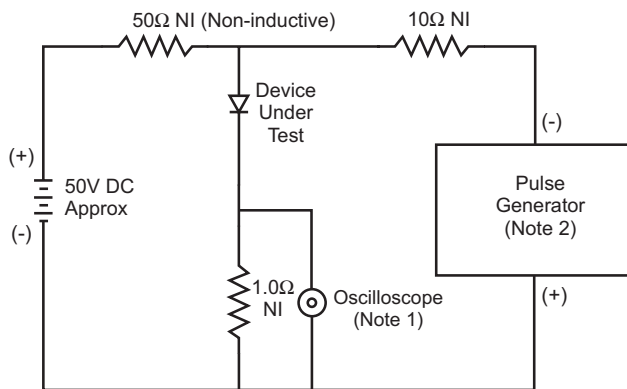 50Ω NI (Non-inductive)
10Ω NI
Device
Under
Test
(-)
(+)
50V DC
Approx
(-)
Pulse
Generator
(Note 2)
1.0Ω
NI
Oscilloscope
(Note 1)
(+)